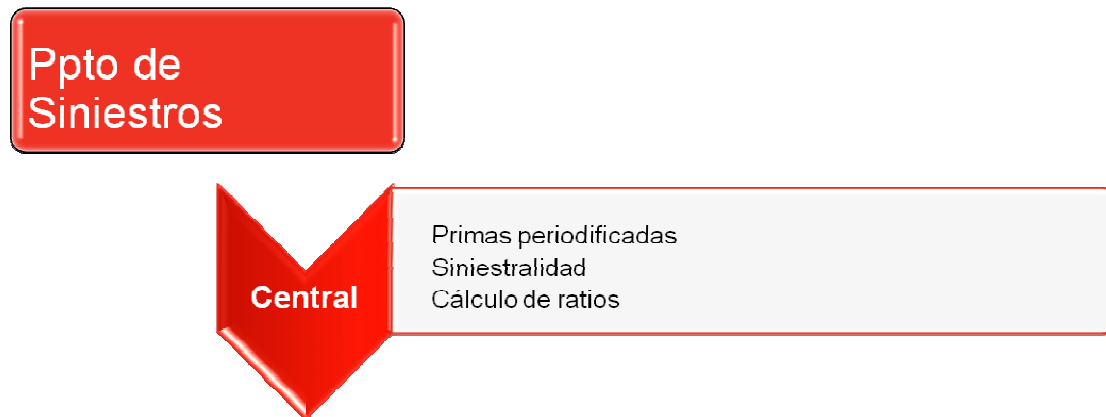 Ppto de
Siniestros
Central
Primas periodificadas
Siniestralidad
Cálculo de ratios